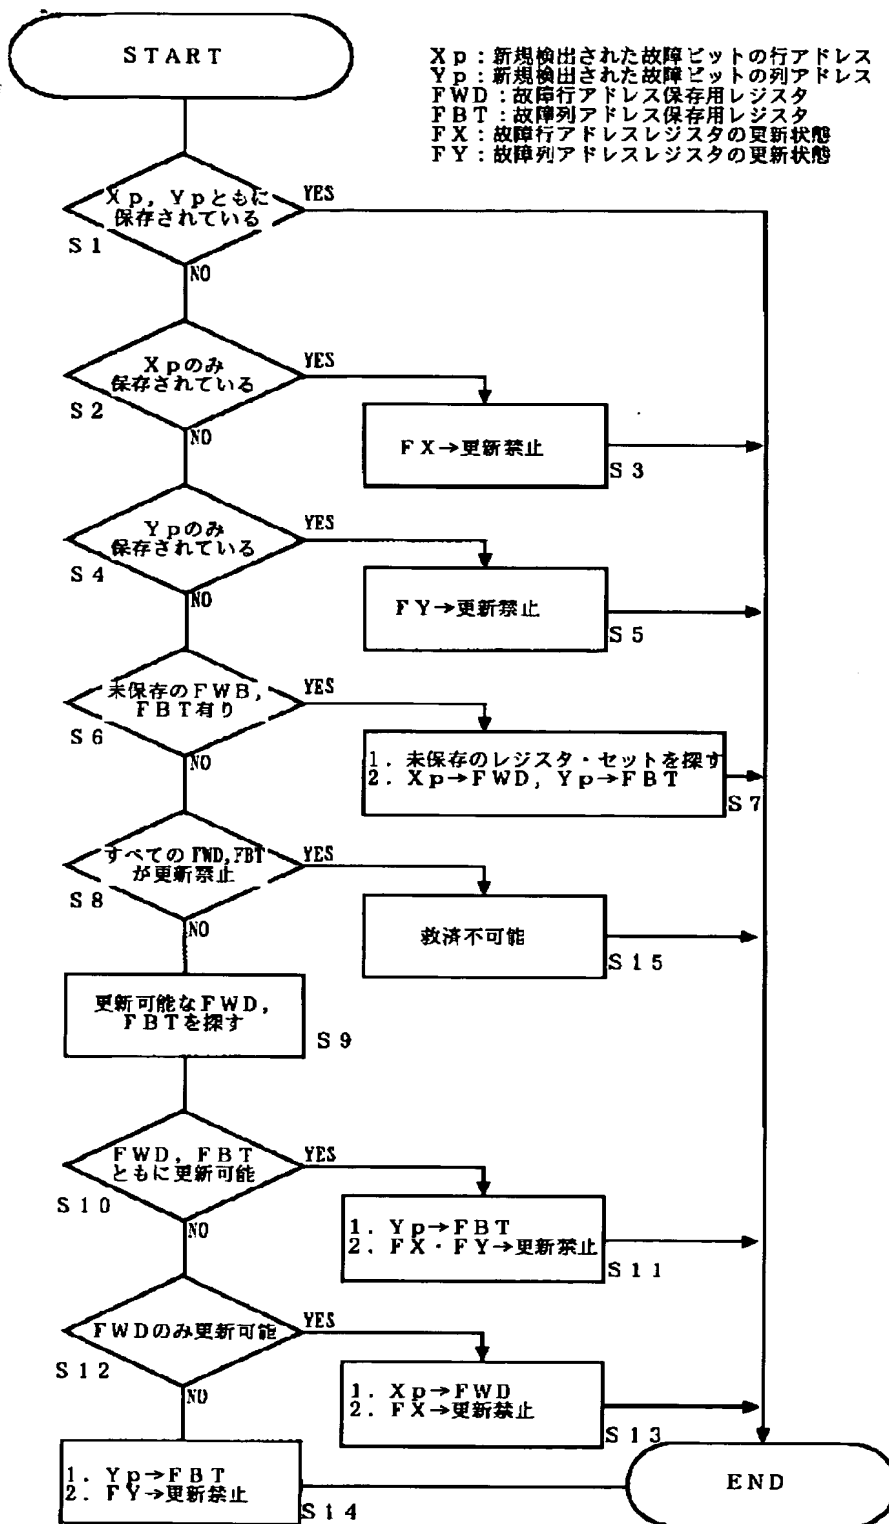 START
Xp：新規検出された故障ビットの行アドレス
Yp：新規検出された故障ビットの列アドレス
FWD：故障行アドレス保存用レジスタ
FBT：故障列アドレス保存用レジスタ
FX：故障行アドレスレジスタの更新状態
FY：故障列アドレスレジスタの更新状態
Xp，Ypともに
保存されている
YES
S1
NO
Xpのみ
保存されている
YES
S2
NO
FX→更新禁止
S3
Ypのみ
保存されている
YES
S4
NO
FY→更新禁止
S5
未保存のFWB，
FBT有り
YES
S6
NO
1．未保存のレジスタ・セットを探す
2．Xp→FWD，Yp→FBT
S7
すべてのFWD,FBT
が更新禁止
YES
S8
NO
救済不可能
S15
更新可能なFWD，
FBTを探す
S9
FWD，FBT
ともに更新可能
YES
S10
NO
1．Yp→FBT
2．FX・FY→更新禁止
S11
FWDのみ更新可能
YES
S12
NO
1．Xp→FWD
2．FX→更新禁止
S13
1．Yp→FBT
2．FY→更新禁止
S14
END